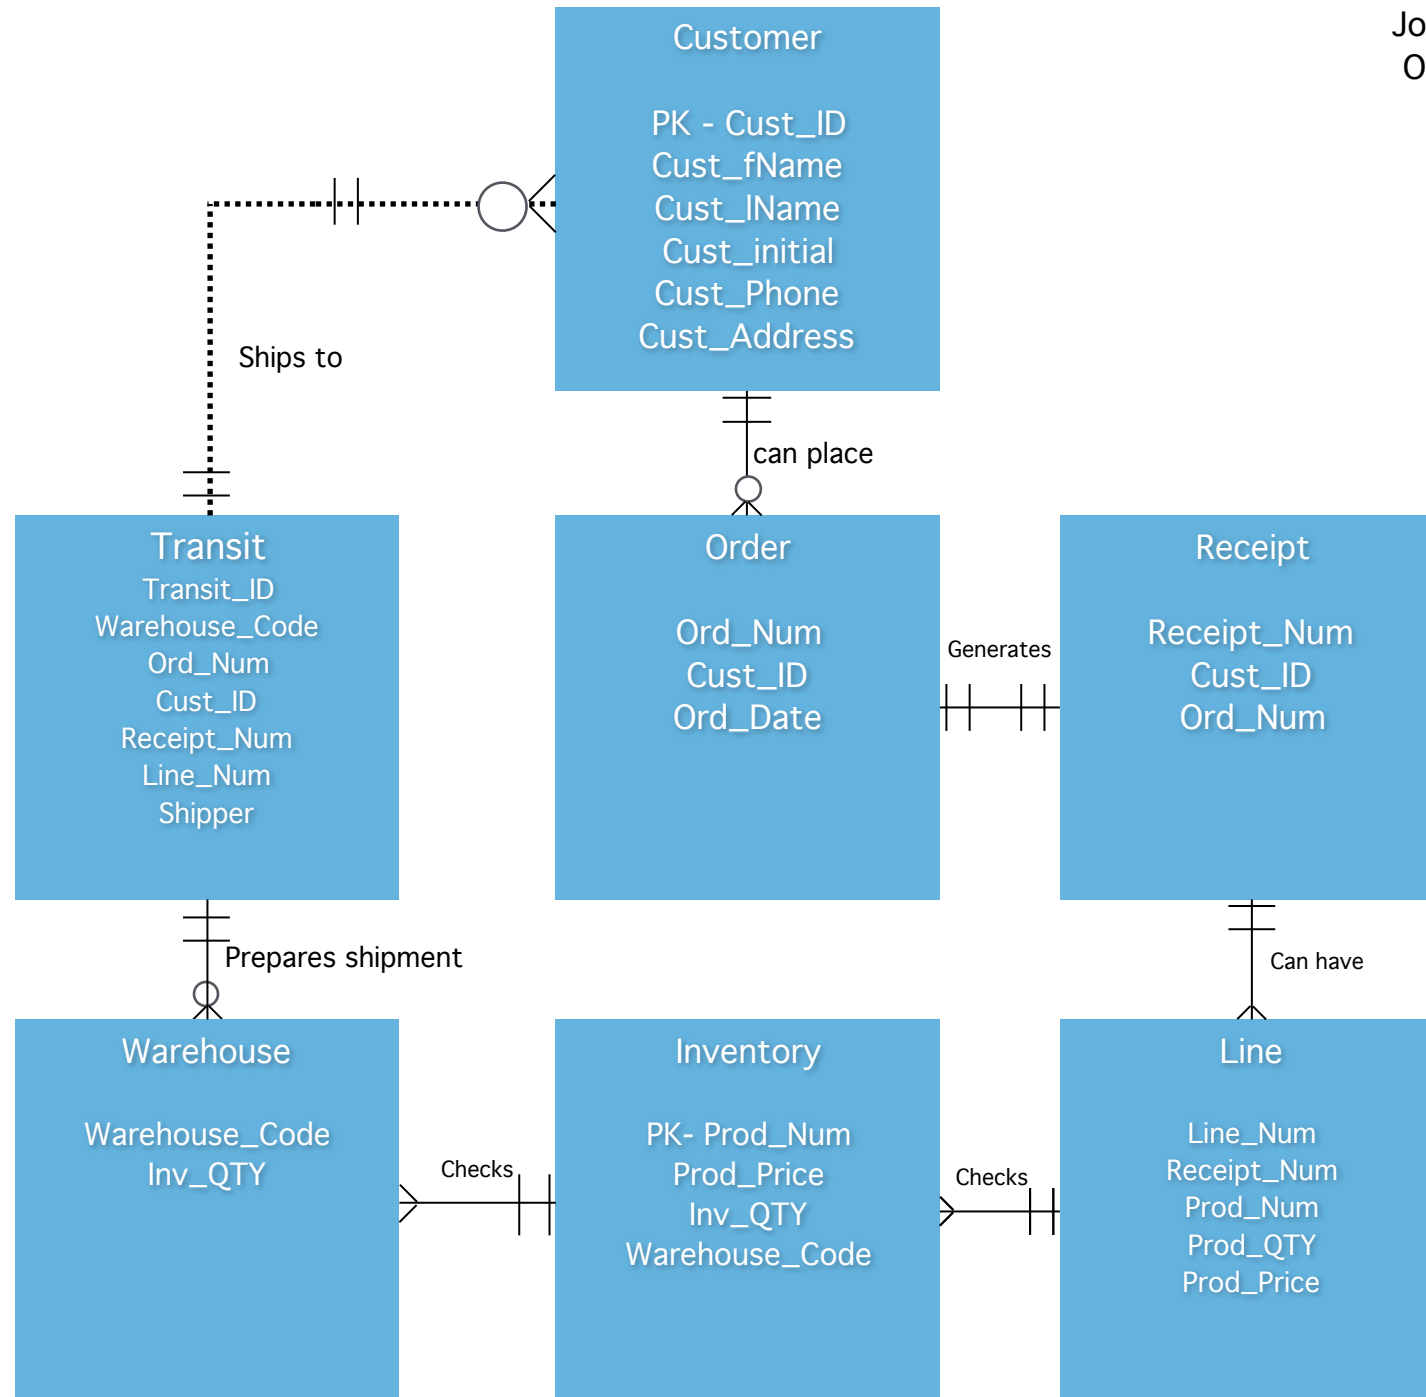 Customer
PK - Cust_ID
Cust_fName
Cust_lName
Cust_initial
Cust_Phone
Cust_Address
Ships to
can place
Transit
Transit_ID
Warehouse_Code
Ord_Num
Cust_ID
Receipt_Num
Line_Num
Shipper
Order
Ord_Num
Cust_ID
Ord_Date
Generates
Receipt
Receipt_Num
Cust_ID
Ord_Num
Prepares shipment
Can have
Warehouse
Warehouse_Code
Inv_QTY
Checks
Inventory
PK- Prod_Num
Prod_Price
Inv_QTY
Warehouse_Code
Checks
Line
Line_Num
Receipt_Num
Prod_Num
Prod_QTY
Prod_Price